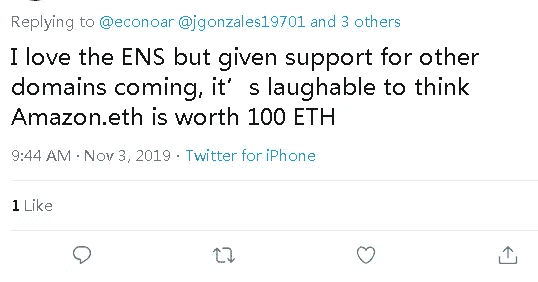 Replying to @econoar @jgonzales19701 and 3 others
I love the ENS but given support for other
domains coming, it’s laughable to think
Amazon.eth is worth 100 ETH
9:44 AM · Nov 3, 2019 · Twitter for iPhone
1 Like